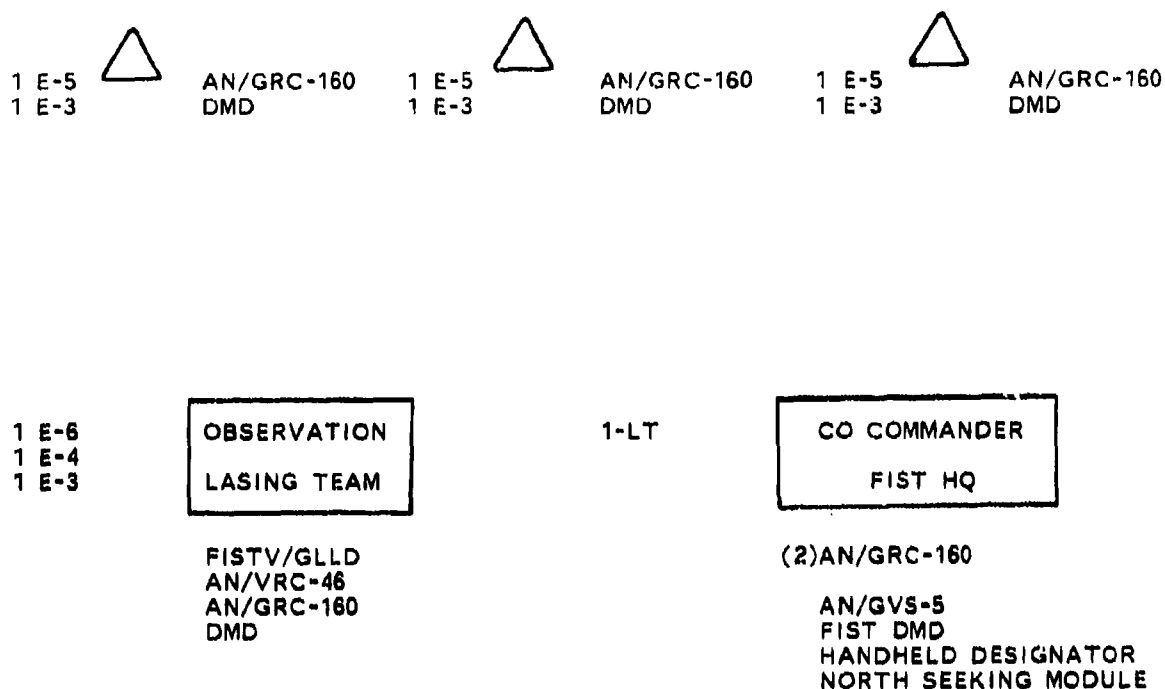 1 E-5 AN/GRC-160 1 E-5 AN/GRC-160 1 E-5 AN/GRC-160
1 E-3 DMD 1 E-3 DMD 1 E-3 DMD
1 E-6 OBSERVATION 1-LT CO COMMANDER
1 E-4
1 E-3 LASING TEAM FIST HQ
FISTV/GLLD (2)AN/GRC-160
AN/VRC-46
AN/GRC-160 AN/GVS-5
DMD FIST DMD
HANDHELD DESIGNATOR
NORTH SEEKING MODULE